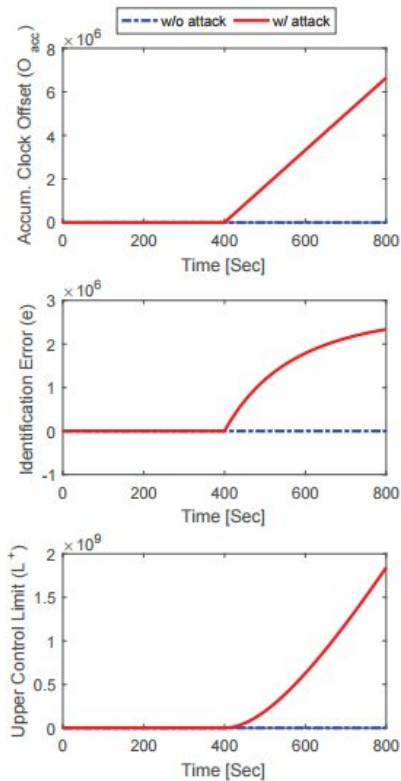 w/o attack w/ attack
× 10^6
8
6
4
2
0
0 200 400 600 800
Accum. Clock Offset (O_acc)
Time [Sec]
× 10^6
3
2
1
0
-1
0 200 400 600 800
Identification Error (e)
Time [Sec]
× 10^9
2
1.5
1
0.5
0
0 200 400 600 800
Upper Control Limit (L^+)
Time [Sec]